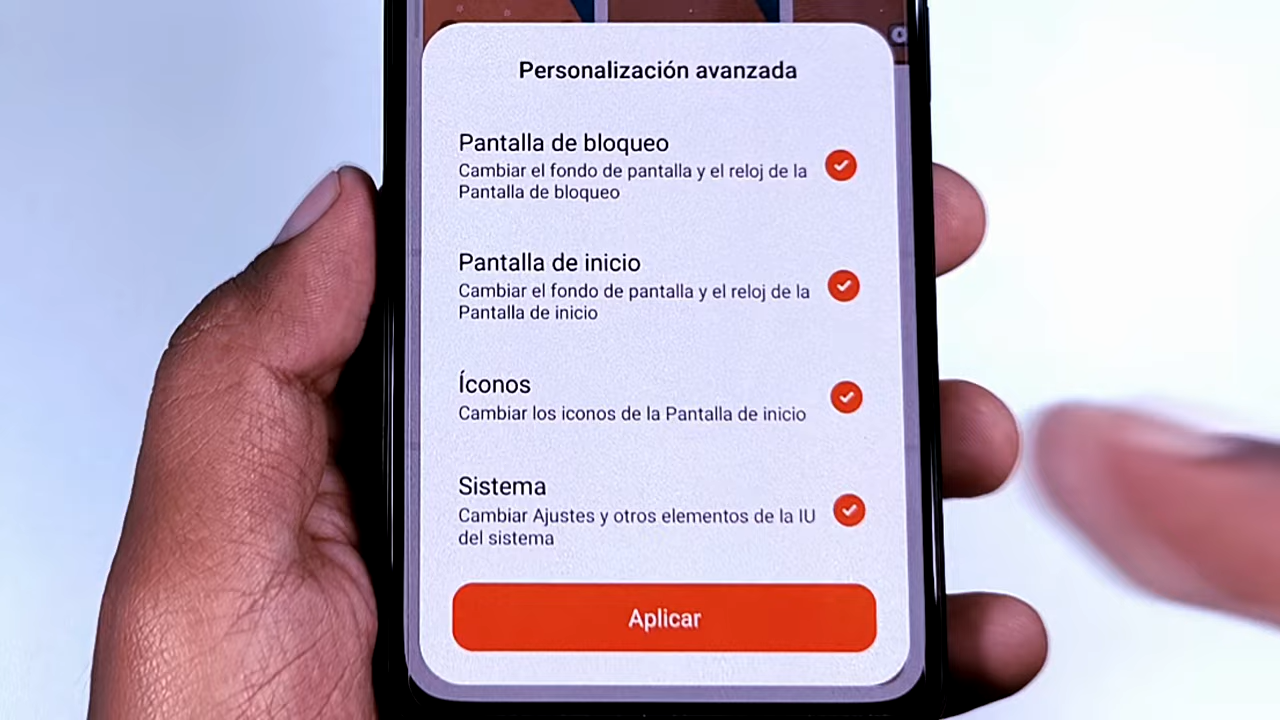 Personalización avanzada
Pantalla de bloqueo
Cambiar el fondo de pantalla y el reloj de la
Pantalla de bloqueo
Pantalla de inicio
Cambiar el fondo de pantalla y el reloj de la
Pantalla de inicio
Íconos
Cambiar los iconos de la Pantalla de inicio
Sistema
Cambiar Ajustes y otros elementos de la IU
del sistema
Aplicar